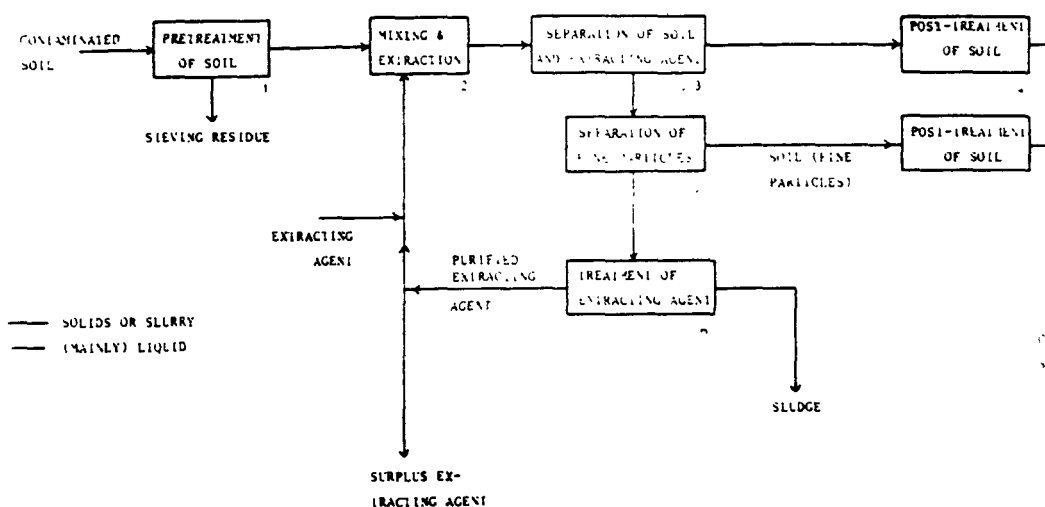 CONTAMINATED
SOIL
PRETREATMENT
OF SOIL
1
SIEVING RESIDUE
MIXING &
EXTRACTION
2
SEPARATION OF SOIL
AND EXTRACTING AGENT
3
POST-TREATMENT
OF SOIL
SEPARATION OF
FINE PARTICLES
SOIL (FINE
PARTICLES)
POST-TREATMENT
OF SOIL
EXTRACTING
AGENT
PURIFIED
EXTRACTING
AGENT
TREATMENT OF
EXTRACTING AGENT
SOLIDS OR SLURRY
(MAINLY) LIQUID
SLUDGE
SURPLUS EX-
TRACTING AGENT